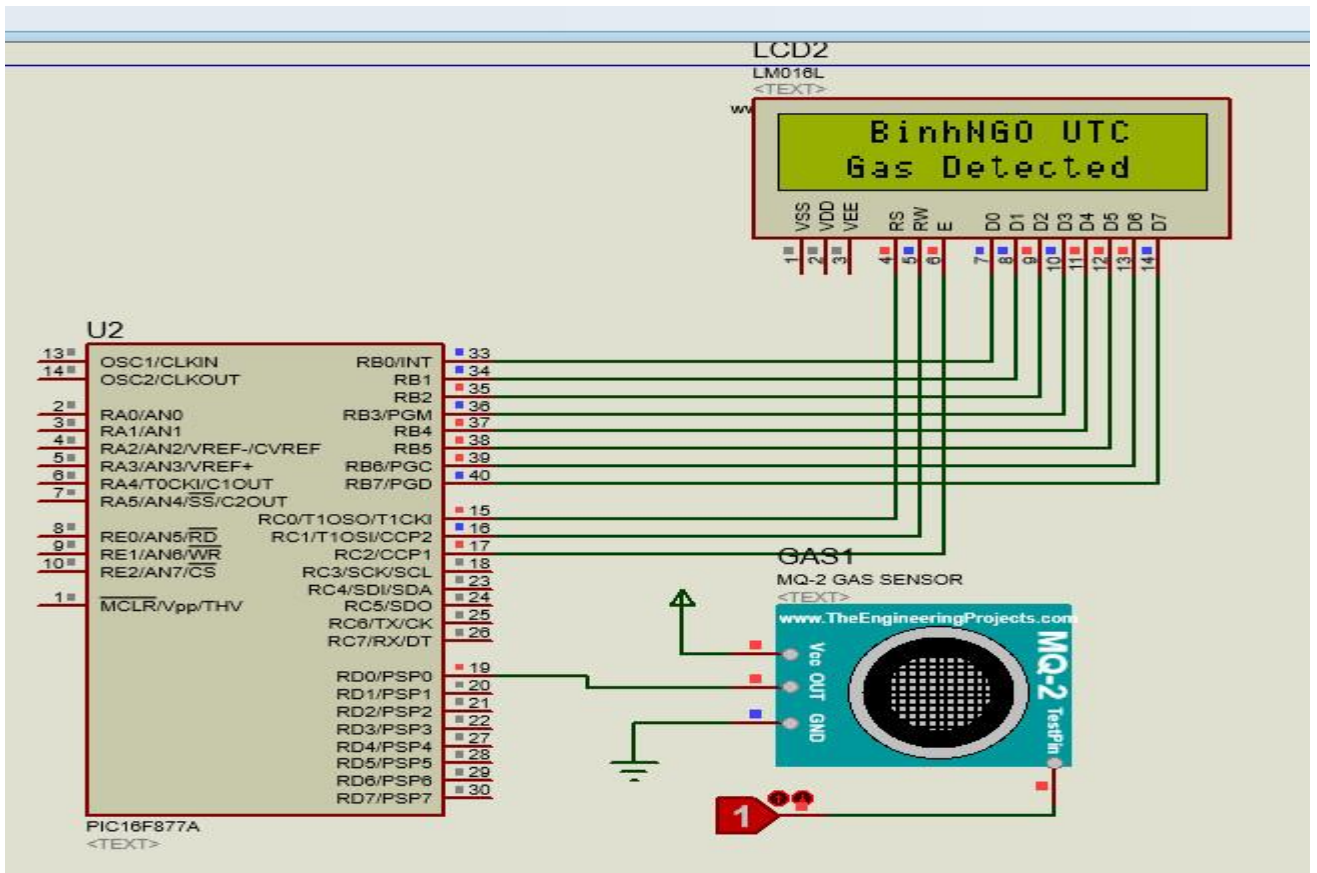 LCD2
LM016L
<TEXT>
BinhNGO UTC
Gas Detected
VSS
VDD
VEE
RS
RW
E
D0
D1
D2
D3
D4
D5
D6
D7
1
2
3
4
5
6
7
8
9
10
11
12
13
14
U2
13 OSC1/CLKIN
14 OSC2/CLKOUT
2 RA0/AN0
3 RA1/AN1
4 RA2/AN2/VREF-/CVREF
5 RA3/AN3/VREF+
6 RA4/T0CKI/C1OUT
7 RA5/AN4/SS/C2OUT
8 RE0/AN5/RD
9 RE1/AN6/WR
10 RE2/AN7/CS
1 MCLR/Vpp/THV
RB0/INT 33
RB1 34
RB2 35
RB3/PGM 36
RB4 37
RB5 38
RB6/PGC 39
RB7/PGD 40
RC0/T1OSO/T1CKI 15
RC1/T1OSI/CCP2 16
RC2/CCP1 17
RC3/SCK/SCL 18
RC4/SDI/SDA 23
RC5/SDO 24
RC6/TX/CK 25
RC7/RX/DT 26
RD0/PSP0 19
RD1/PSP1 20
RD2/PSP2 21
RD3/PSP3 22
RD4/PSP4 27
RD5/PSP5 28
RD6/PSP6 29
RD7/PSP7 30
PIC16F877A
<TEXT>
GAS1
MQ-2 GAS SENSOR
<TEXT>
www.TheEngineeringProjects.com
Vcc
OUT
GND
MQ-2
TestPin
1